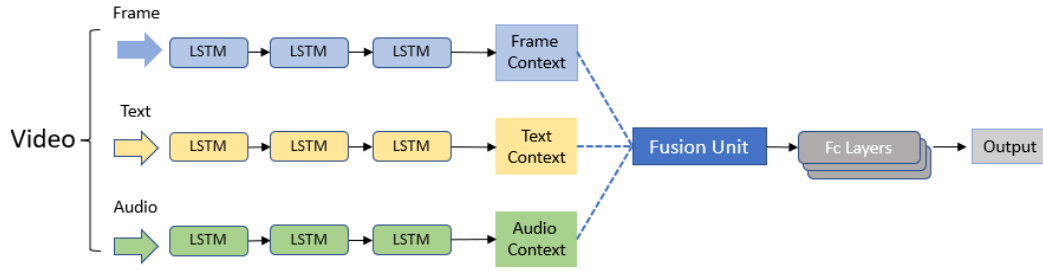 Frame
LSTM LSTM LSTM
Frame
Context
Text
Video
LSTM LSTM LSTM
Text
Context
Fusion Unit
Fc Layers
Output
Audio
LSTM LSTM LSTM
Audio
Context